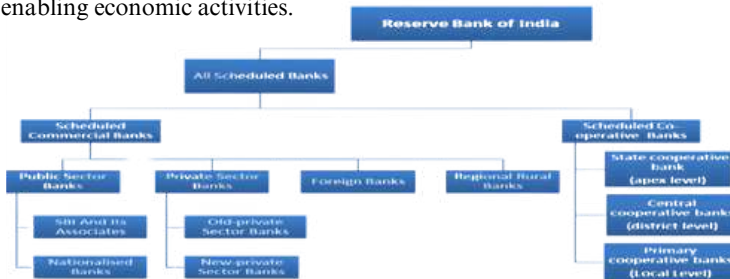 enabling economic activities.
Reserve Bank of India
All Scheduled Banks
Scheduled
Commercial Banks
Scheduled Co-
operative Banks
Public Sector
Banks
Private Sector
Banks
Foreign Banks
Regional Rural
Banks
State cooperative
bank
(apex level)
SBI And Its
Associates
Old-private
Sector Banks
Central
cooperative banks
(district level)
Nationalised
Banks
New-private
Sector Banks
Primary
cooperative banks
(Local Level)